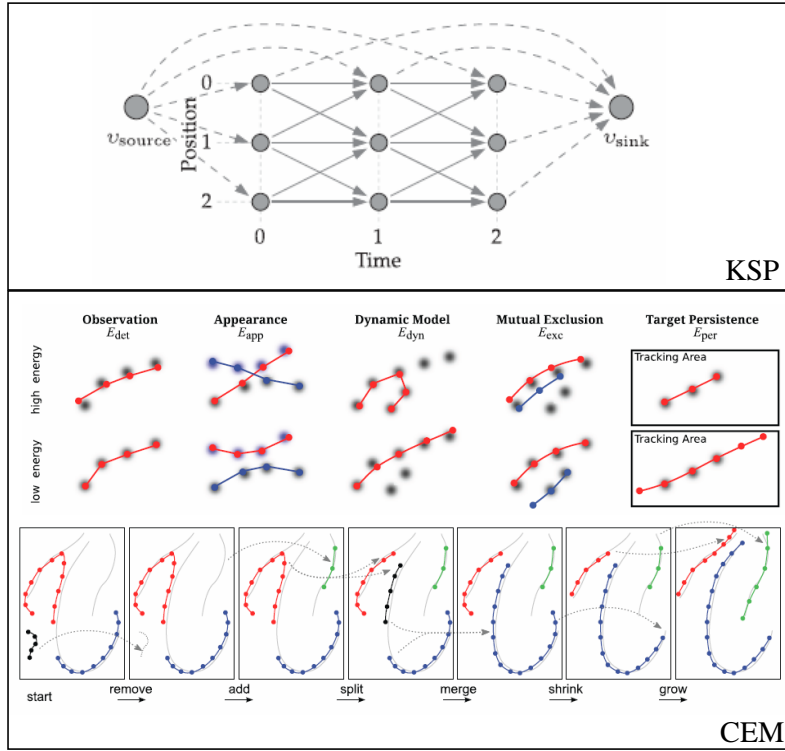 0
1
2
Position
υsource
υsink
0 1 2
Time
KSP
Observation Appearance Dynamic Model Mutual Exclusion Target Persistence
Edet Eapp Edyn Eexc Eper
high energy
Tracking Area
low energy
Tracking Area
start remove add split merge shrink grow
CEM